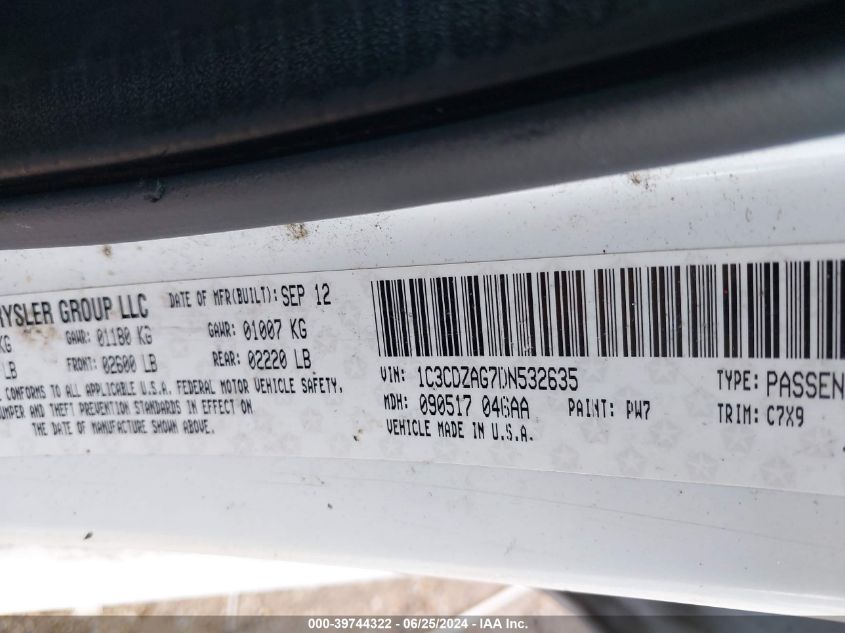 RYSLER GROUP LLC DATE OF MFR(BUILT): SEP 12
KG GAWR: 01180 KG GAWR: 01007 KG
LB FRONT: 02600 LB REAR: 02220 LB
CONFORMS TO ALL APPLICABLE U.S.A. FEDERAL MOTOR VEHICLE SAFETY,
UMPER AND THEFT PREVENTION STANDARDS IN EFFECT ON
THE DATE OF MANUFACTURE SHOWN ABOVE.
VIN: 1C3CDZAG7DN532635 TYPE: PASSEN
MDH: 090517 046AA PAINT: PW7 TRIM: C7X9
VEHICLE MADE IN U.S.A.
000-39744322 | 06/25/2024 | IAA, Inc.